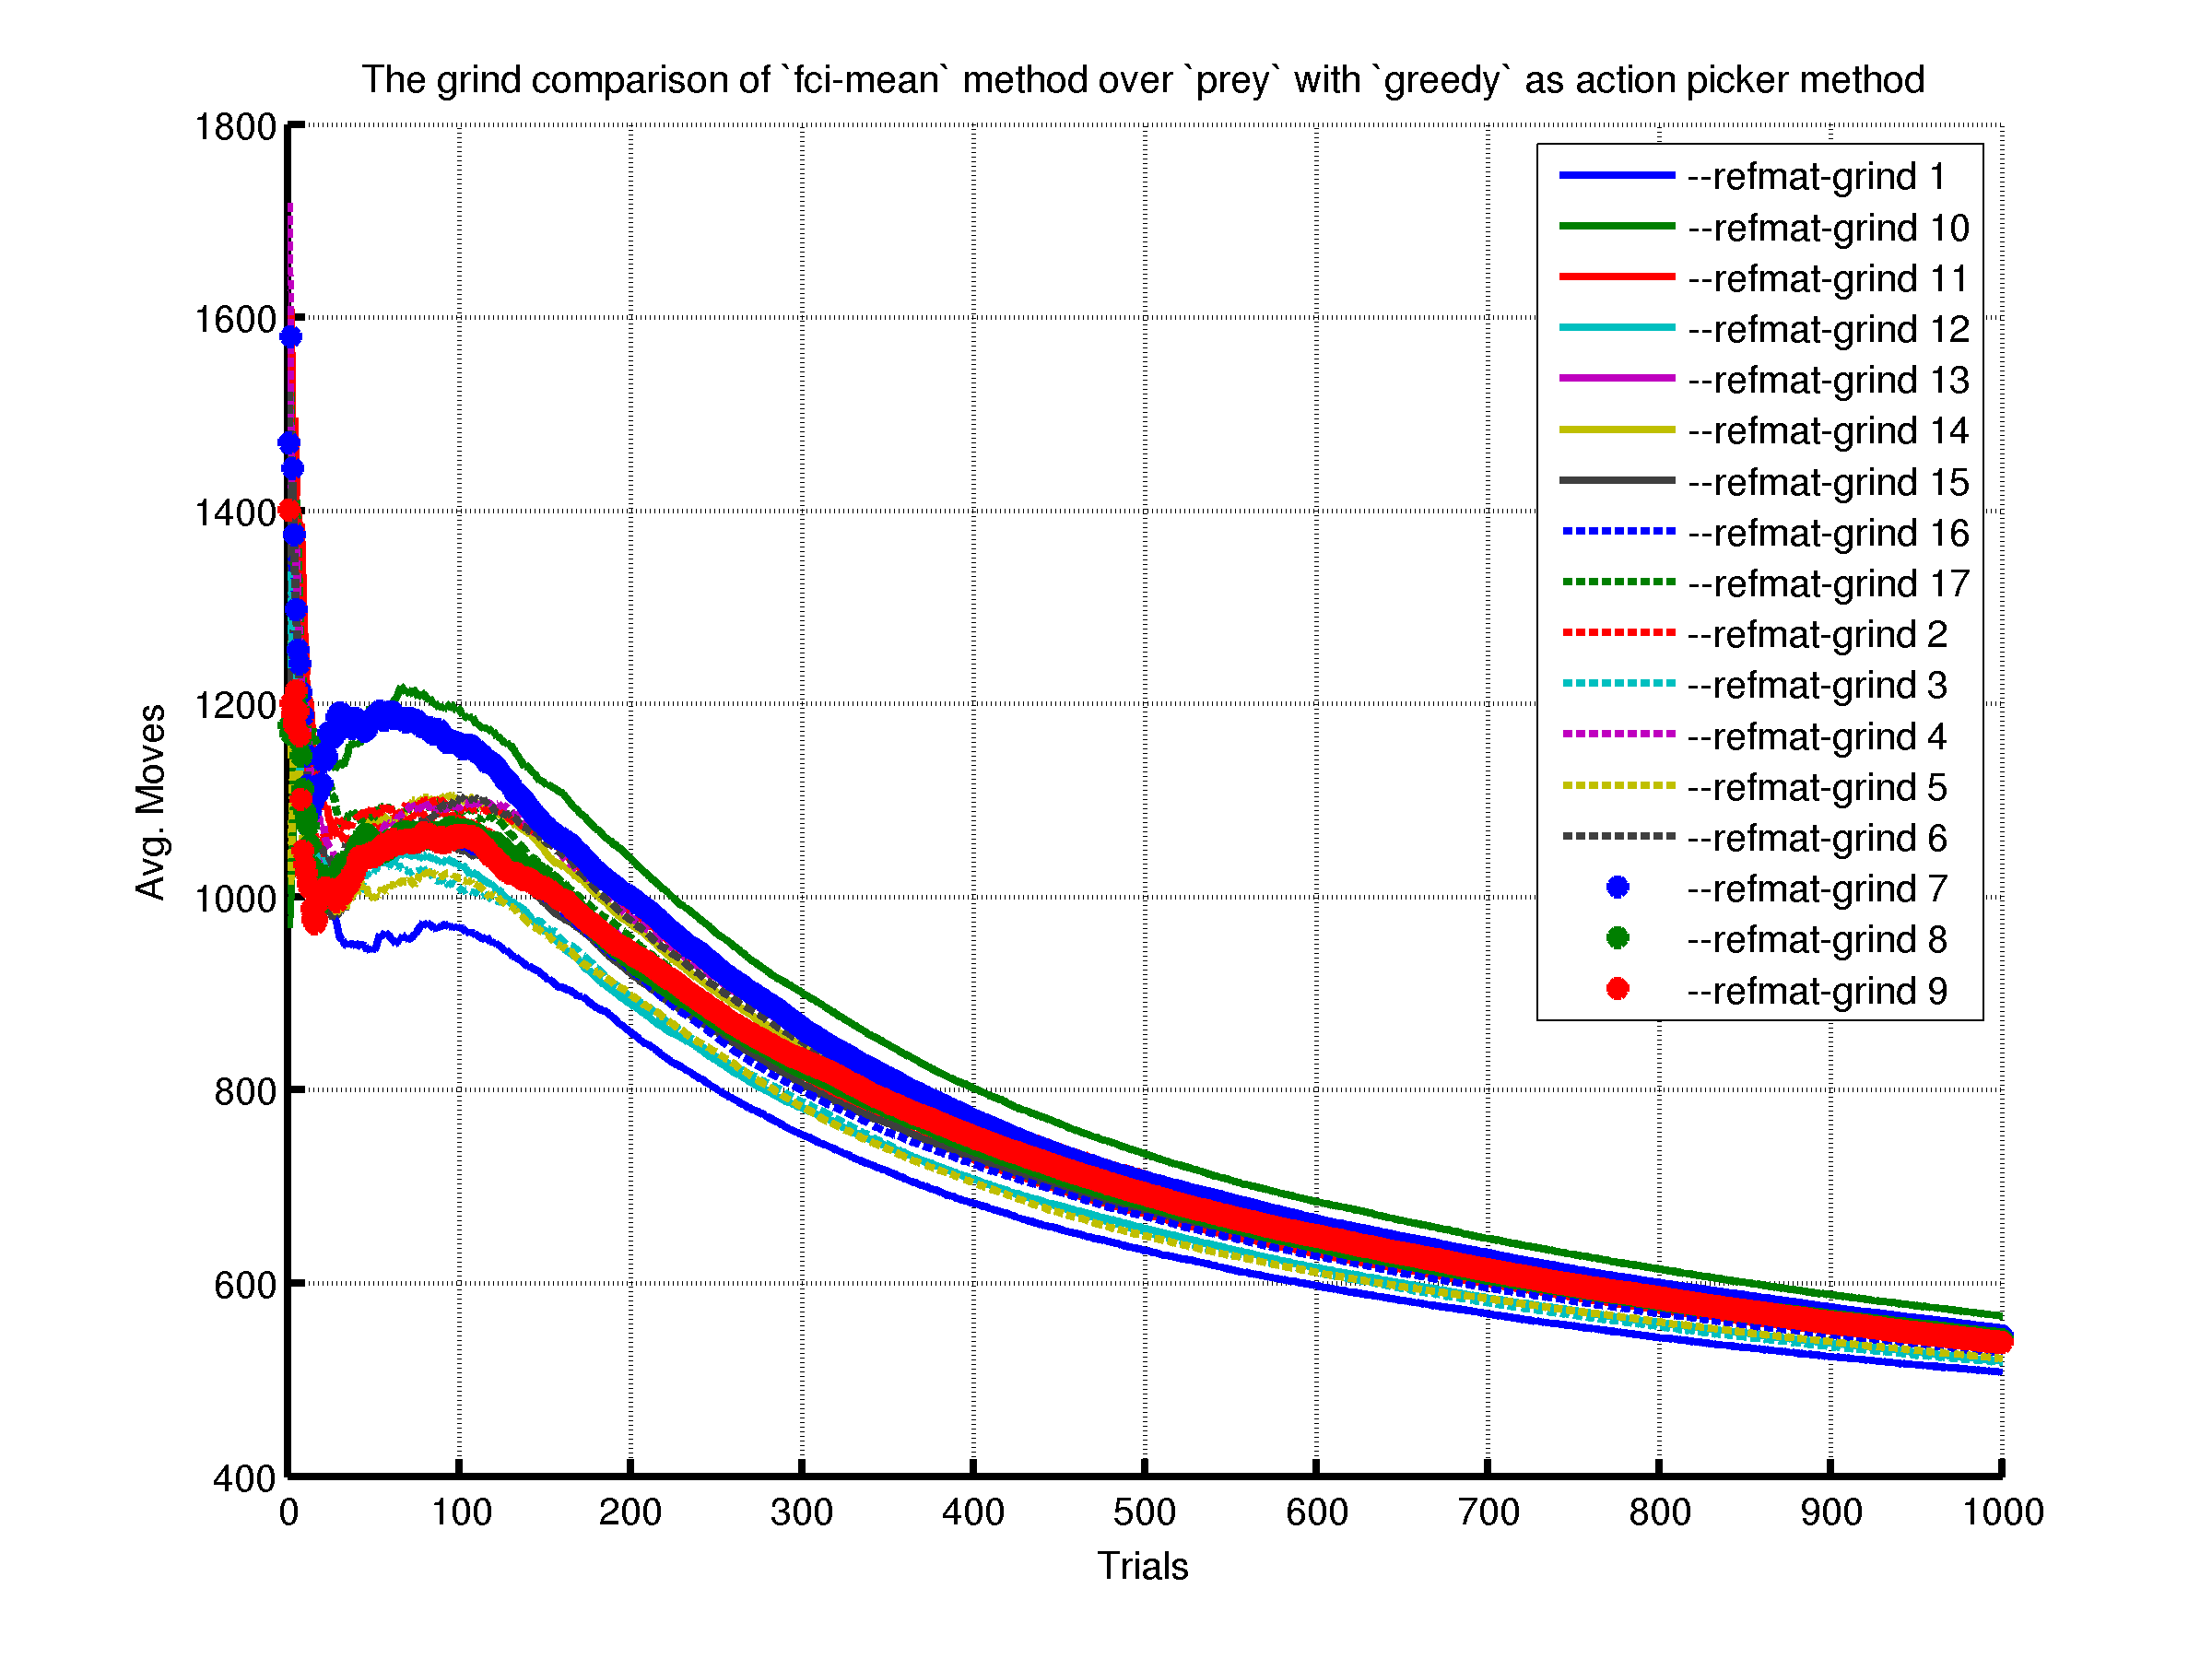 The grind comparison of `fci-mean` method over `prey` with `greedy` as action picker method
1800
1600
1400
1200
1000
800
600
400
Avg. Moves
0 100 200 300 400 500 600 700 800 900 1000
Trials
--refmat-grind 1
--refmat-grind 10
--refmat-grind 11
--refmat-grind 12
--refmat-grind 13
--refmat-grind 14
--refmat-grind 15
--refmat-grind 16
--refmat-grind 17
--refmat-grind 2
--refmat-grind 3
--refmat-grind 4
--refmat-grind 5
--refmat-grind 6
--refmat-grind 7
--refmat-grind 8
--refmat-grind 9